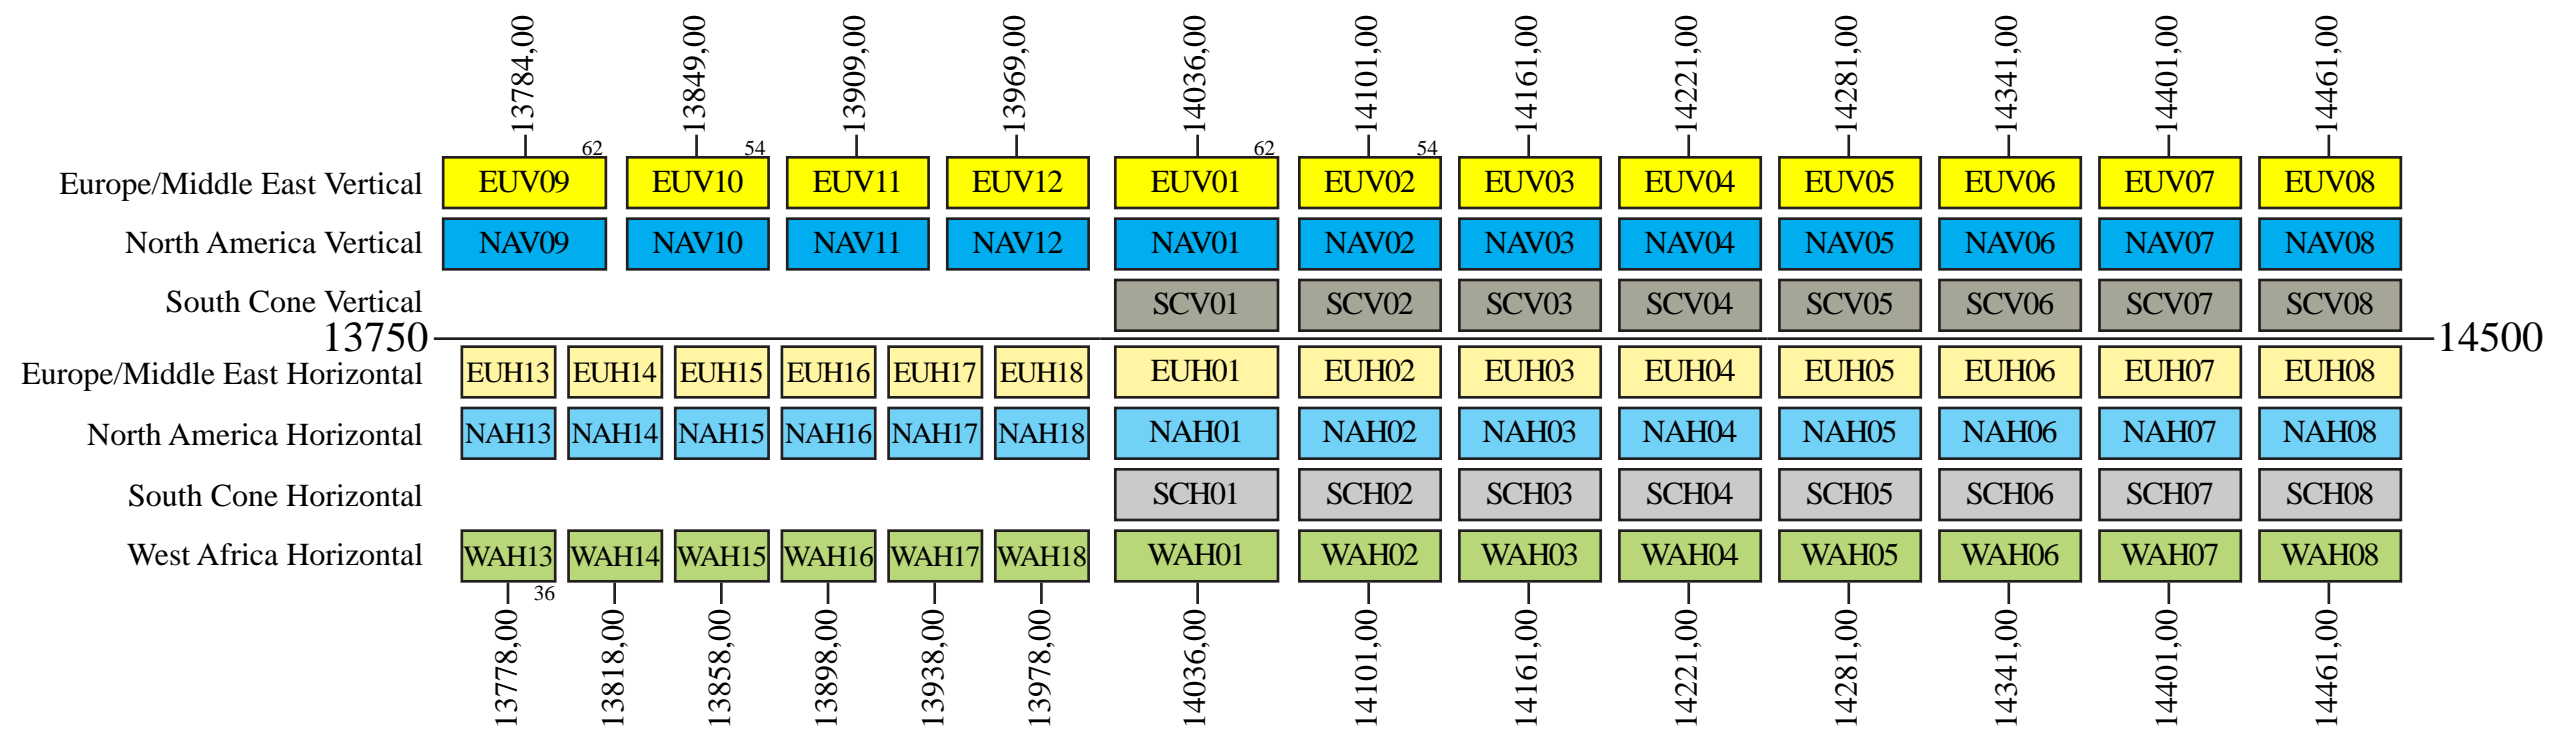 13784,00 13849,00 13909,00 13969,00 14036,00 14101,00 14161,00 14221,00 14281,00 14341,00 14401,00 14461,00
62 54 62 54
Europe/Middle East Vertical EUV09 EUV10 EUV11 EUV12 EUV01 EUV02 EUV03 EUV04 EUV05 EUV06 EUV07 EUV08
North America Vertical NAV09 NAV10 NAV11 NAV12 NAV01 NAV02 NAV03 NAV04 NAV05 NAV06 NAV07 NAV08
South Cone Vertical SCV01 SCV02 SCV03 SCV04 SCV05 SCV06 SCV07 SCV08
13750 14500
Europe/Middle East Horizontal EUH13 EUH14 EUH15 EUH16 EUH17 EUH18 EUH01 EUH02 EUH03 EUH04 EUH05 EUH06 EUH07 EUH08
North America Horizontal NAH13 NAH14 NAH15 NAH16 NAH17 NAH18 NAH01 NAH02 NAH03 NAH04 NAH05 NAH06 NAH07 NAH08
South Cone Horizontal SCH01 SCH02 SCH03 SCH04 SCH05 SCH06 SCH07 SCH08
West Africa Horizontal WAH13 WAH14 WAH15 WAH16 WAH17 WAH18 WAH01 WAH02 WAH03 WAH04 WAH05 WAH06 WAH07 WAH08
36
13778,00 13818,00 13858,00 13898,00 13938,00 13978,00 14036,00 14101,00 14161,00 14221,00 14281,00 14341,00 14401,00 14461,00